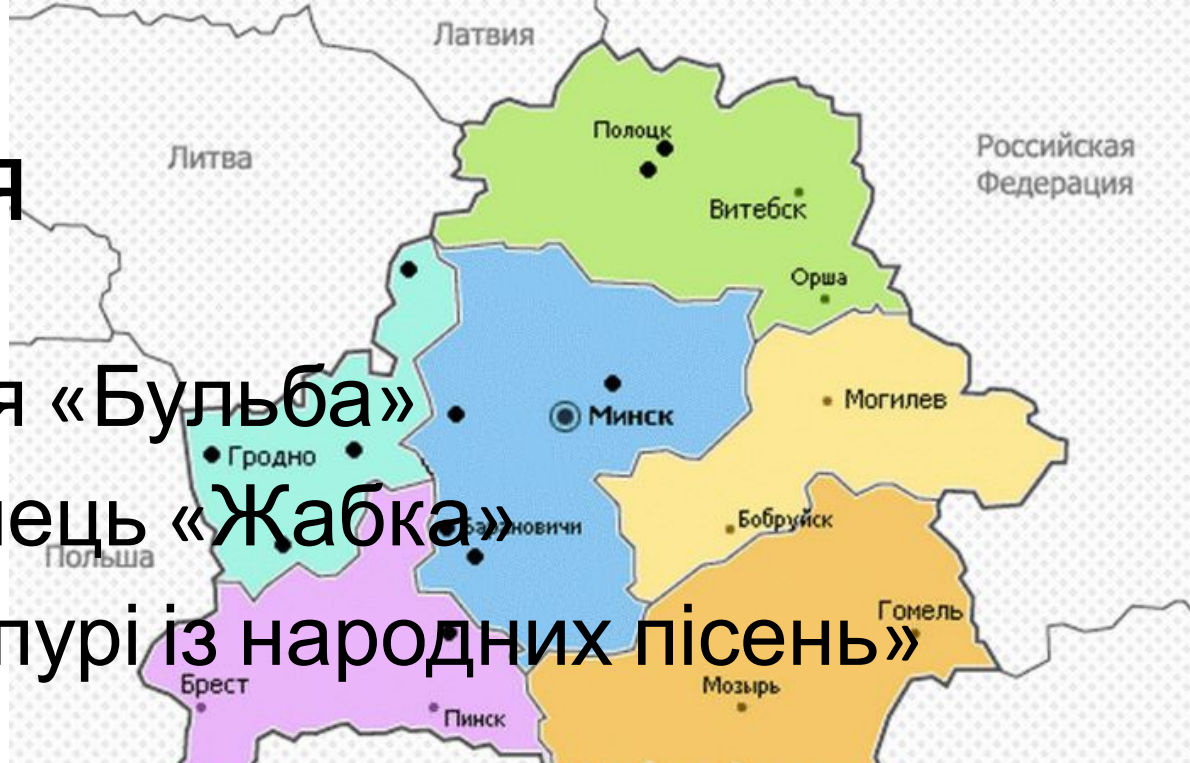 Латвия
Полоцк
Российская
Федерация
Литва
я
Витебск
Орша
я «Бульба»
Могилев
Минск
Гродно
нець «Жабка»
Барановичи
Бобруйск
Польша
Гомель
пурі із народних пісень»
Брест
Мозырь
Пинск